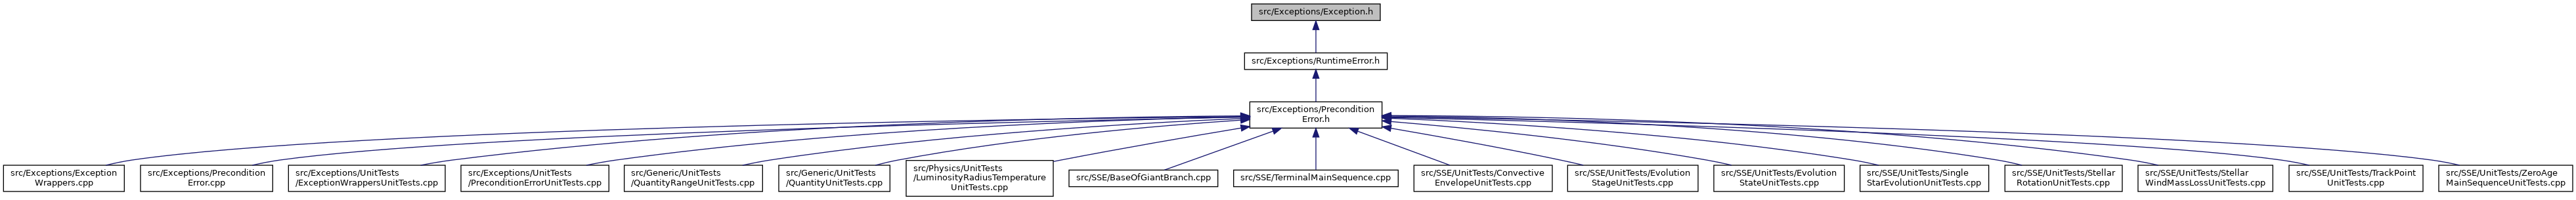 src/Exceptions/Exception.h
src/Exceptions/RuntimeError.h
src/Exceptions/Precondition
Error.h
src/Exceptions/Exception
Wrappers.cpp
src/Exceptions/Precondition
Error.cpp
src/Exceptions/UnitTests
/ExceptionWrappersUnitTests.cpp
src/Exceptions/UnitTests
/PreconditionErrorUnitTests.cpp
src/Generic/UnitTests
/QuantityRangeUnitTests.cpp
src/Generic/UnitTests
/QuantityUnitTests.cpp
src/Physics/UnitTests
/LuminosityRadiusTemperature
UnitTests.cpp
src/SSE/BaseOfGiantBranch.cpp
src/SSE/TerminalMainSequence.cpp
src/SSE/UnitTests/Convective
EnvelopeUnitTests.cpp
src/SSE/UnitTests/Evolution
StageUnitTests.cpp
src/SSE/UnitTests/Evolution
StateUnitTests.cpp
src/SSE/UnitTests/Single
StarEvolutionUnitTests.cpp
src/SSE/UnitTests/Stellar
RotationUnitTests.cpp
src/SSE/UnitTests/Stellar
WindMassLossUnitTests.cpp
src/SSE/UnitTests/TrackPoint
UnitTests.cpp
src/SSE/UnitTests/ZeroAge
MainSequenceUnitTests.cpp